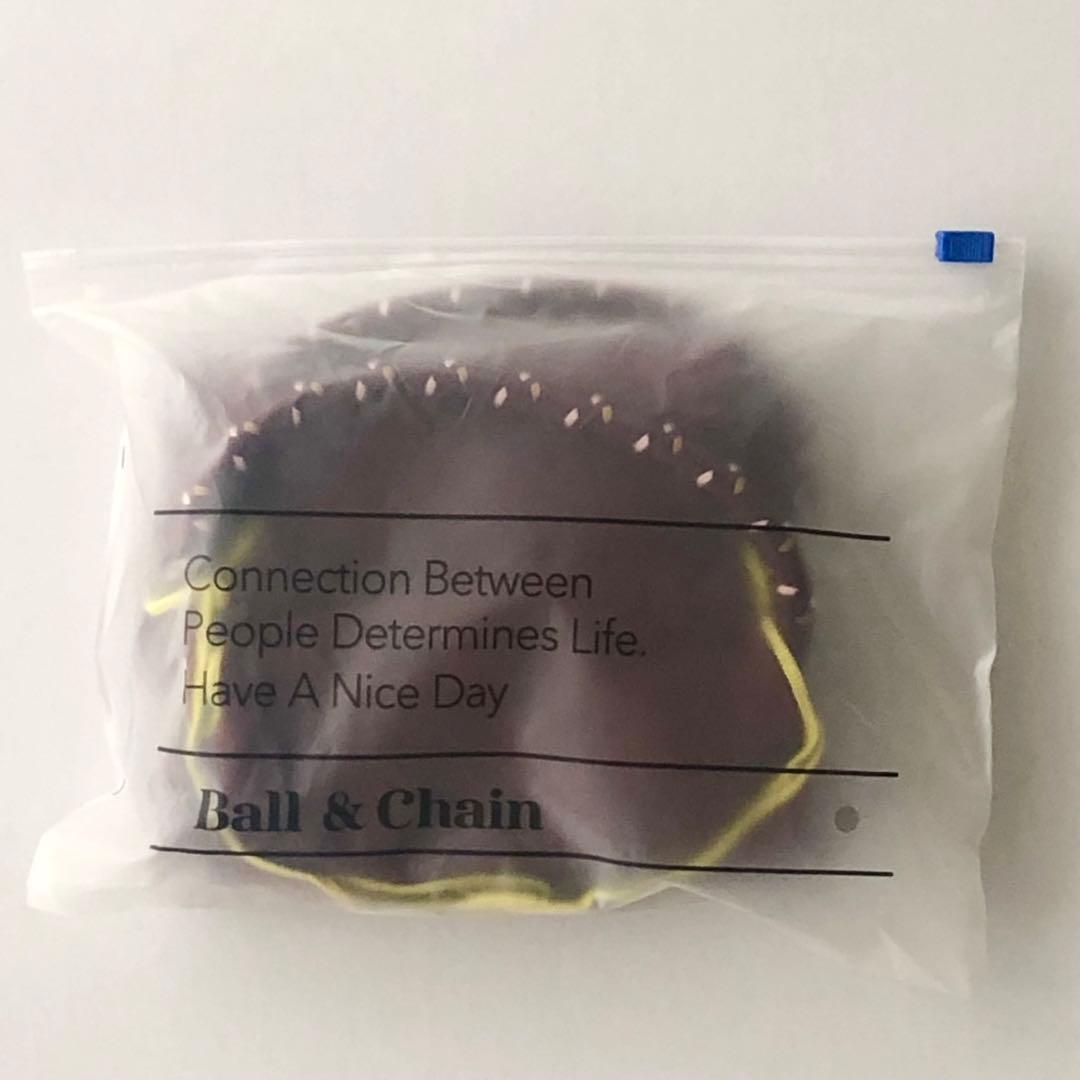 Connection Between
People Determines Life.
Have A Nice Day
Ball & Chain